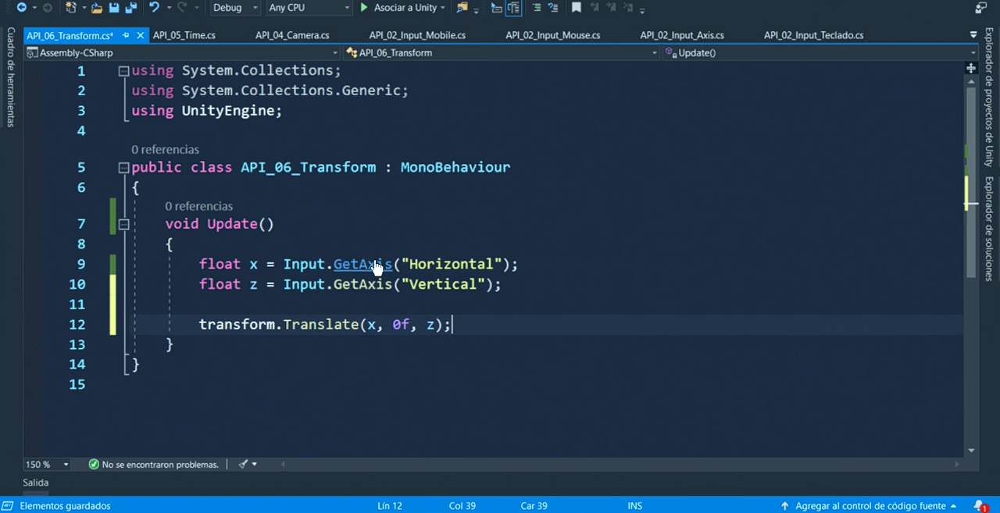 Debug
Any CPU
Asociar a Unity
API_06_Transform.cs*
API_05_Time.cs
API_04_Camera.cs
API_02_Input_Mobile.cs
API_02_Input_Mouse.cs
API_02_Input_Axis.cs
API_02_Input_Teclado.cs
Assembly-CSharp
API_06_Transform
Update()
Cuadro de herramientas
1 using System.Collections;
2 using System.Collections.Generic;
3 using UnityEngine;
4
0 referencias
5 public class API_06_Transform : MonoBehaviour
6 {
0 referencias
7 void Update()
8 {
9 float x = Input.GetAxis("Horizontal");
10 float z = Input.GetAxis("Vertical");
11
12 transform.Translate(x, 0f, z);
13 }
14 }
15
Explorador de proyectos de Unity
Explorador de soluciones
150 %
No se encontraron problemas.
Salida
Elementos guardados
Lín 12
Col 39
Car 39
INS
Agregar al control de código fuente
1